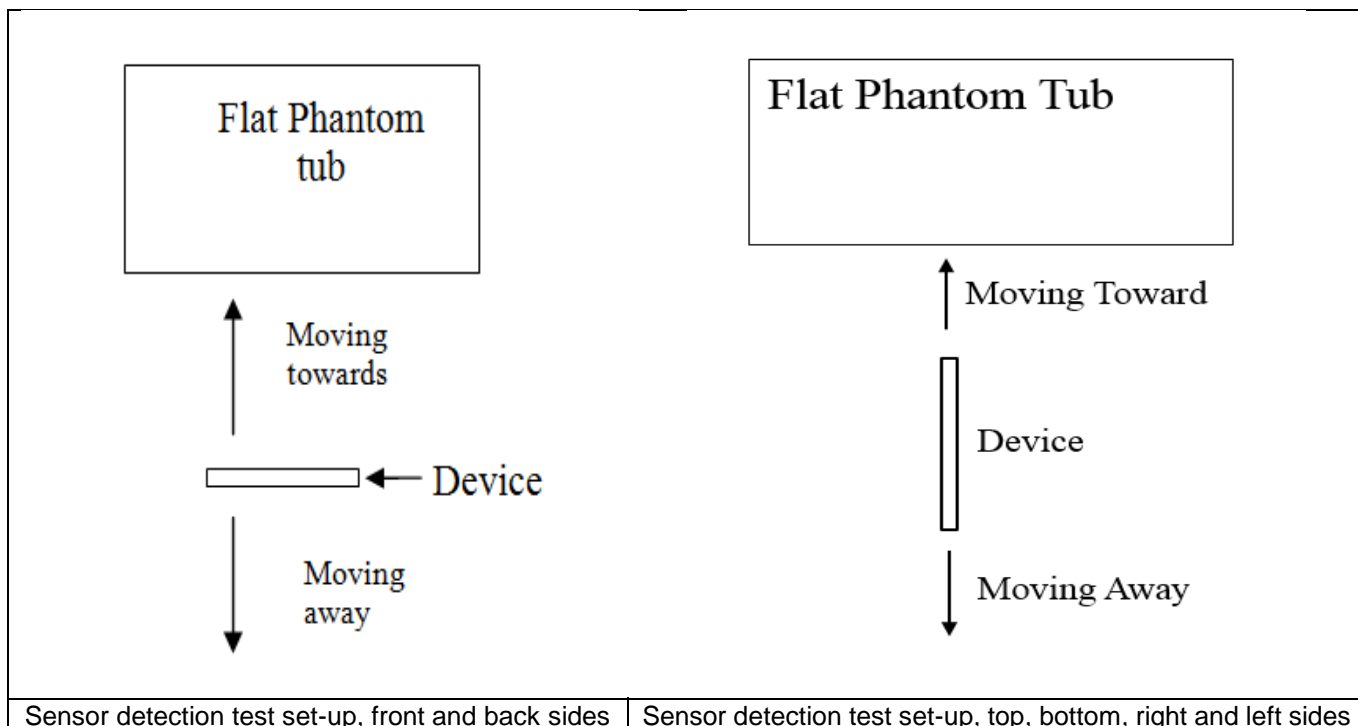 Flat Phantom
tub
Moving
towards
Device
Moving
away
Sensor detection test set-up, front and back sides
Flat Phantom Tub
Moving Toward
Device
Moving Away
Sensor detection test set-up, top, bottom, right and left sides